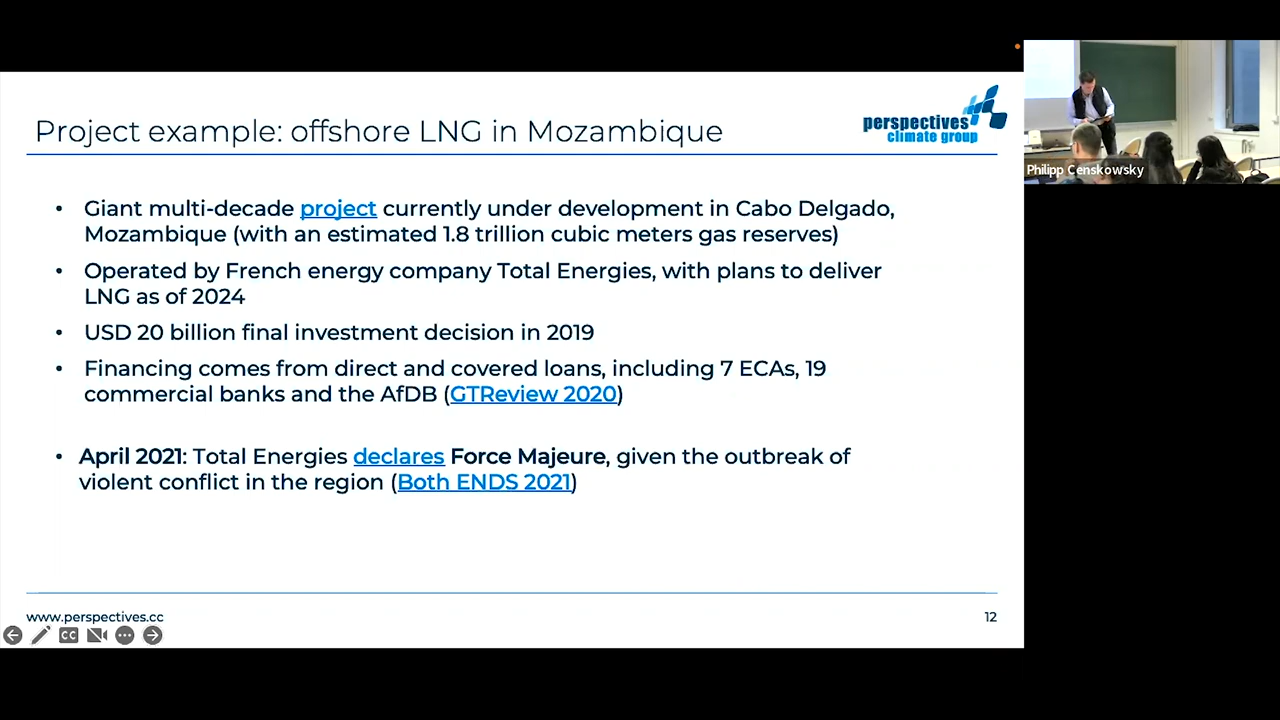 Project example: offshore LNG in Mozambique
perspectives
climate group
• Giant multi-decade project currently under development in Cabo Delgado,
Mozambique (with an estimated 1.8 trillion cubic meters gas reserves)
• Operated by French energy company Total Energies, with plans to deliver
LNG as of 2024
• USD 20 billion final investment decision in 2019
• Financing comes from direct and covered loans, including 7 ECAs, 19
commercial banks and the AfDB (GTReview 2020)
• April 2021: Total Energies declares Force Majeure, given the outbreak of
violent conflict in the region (Both ENDS 2021)
www.perspectives.cc
12
CC
Philipp Censkowsky